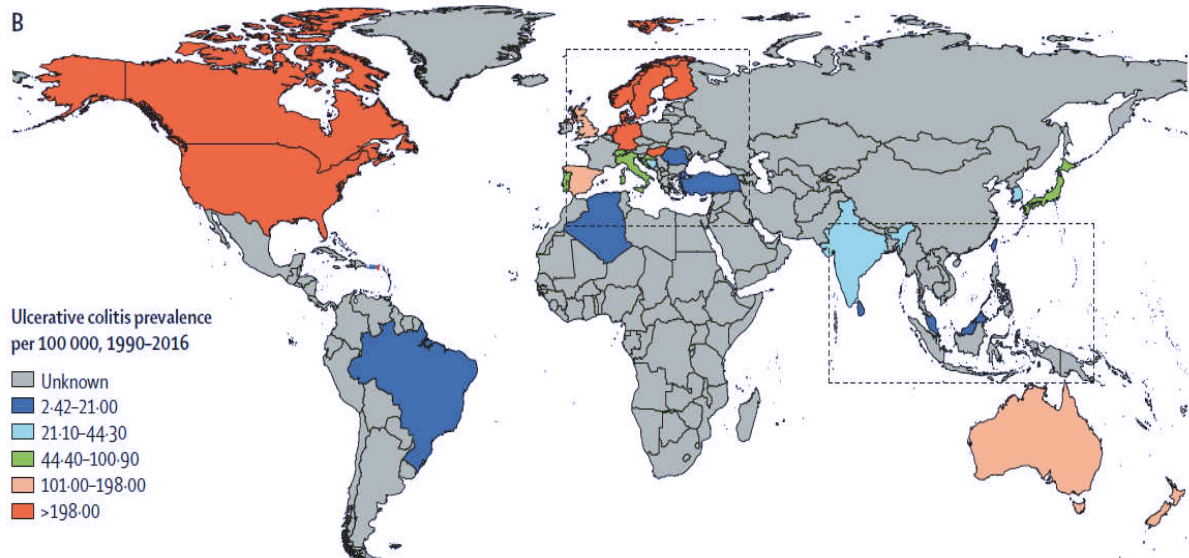 B
Ulcerative colitis prevalence
per 100 000, 1990–2016
Unknown
2·42–21·00
21·10–44·30
44·40–100·90
101·00–198·00
>198·00